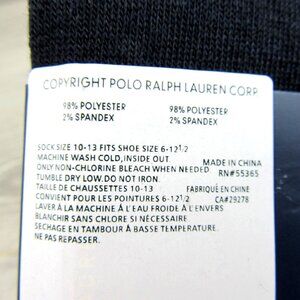 COPYRIGHT POLO RALPH LAUREN CORP
98% POLYESTER 98% POLYESTER
2% SPANDEX 2% SPANDEX
SOCK SIZE 10-13 FITS SHOE SIZE 6-12 1/2
MACHINE WASH COLD, INSIDE OUT. MADE IN CHINA
ONLY NON-CHLORINE BLEACH WHEN NEEDED RN#55365
TUMBLE DRY LOW. DO NOT IRON.
TAILLE DE CHAUSSETTES 10-13 FABRIQUÉ EN CHINE
CONVIENT POUR LES POINTURES 6-12 1/2 CA#29278
LAVER À LA MACHINE À L'EAU FROIDE À L'ENVERS
BLANCHIR SANS CHLORE SI NÉCESSAIRE
SÉCHAGE EN TAMBOUR À BASSE TEMPÉRATURE.
NE PAS REPASSER.